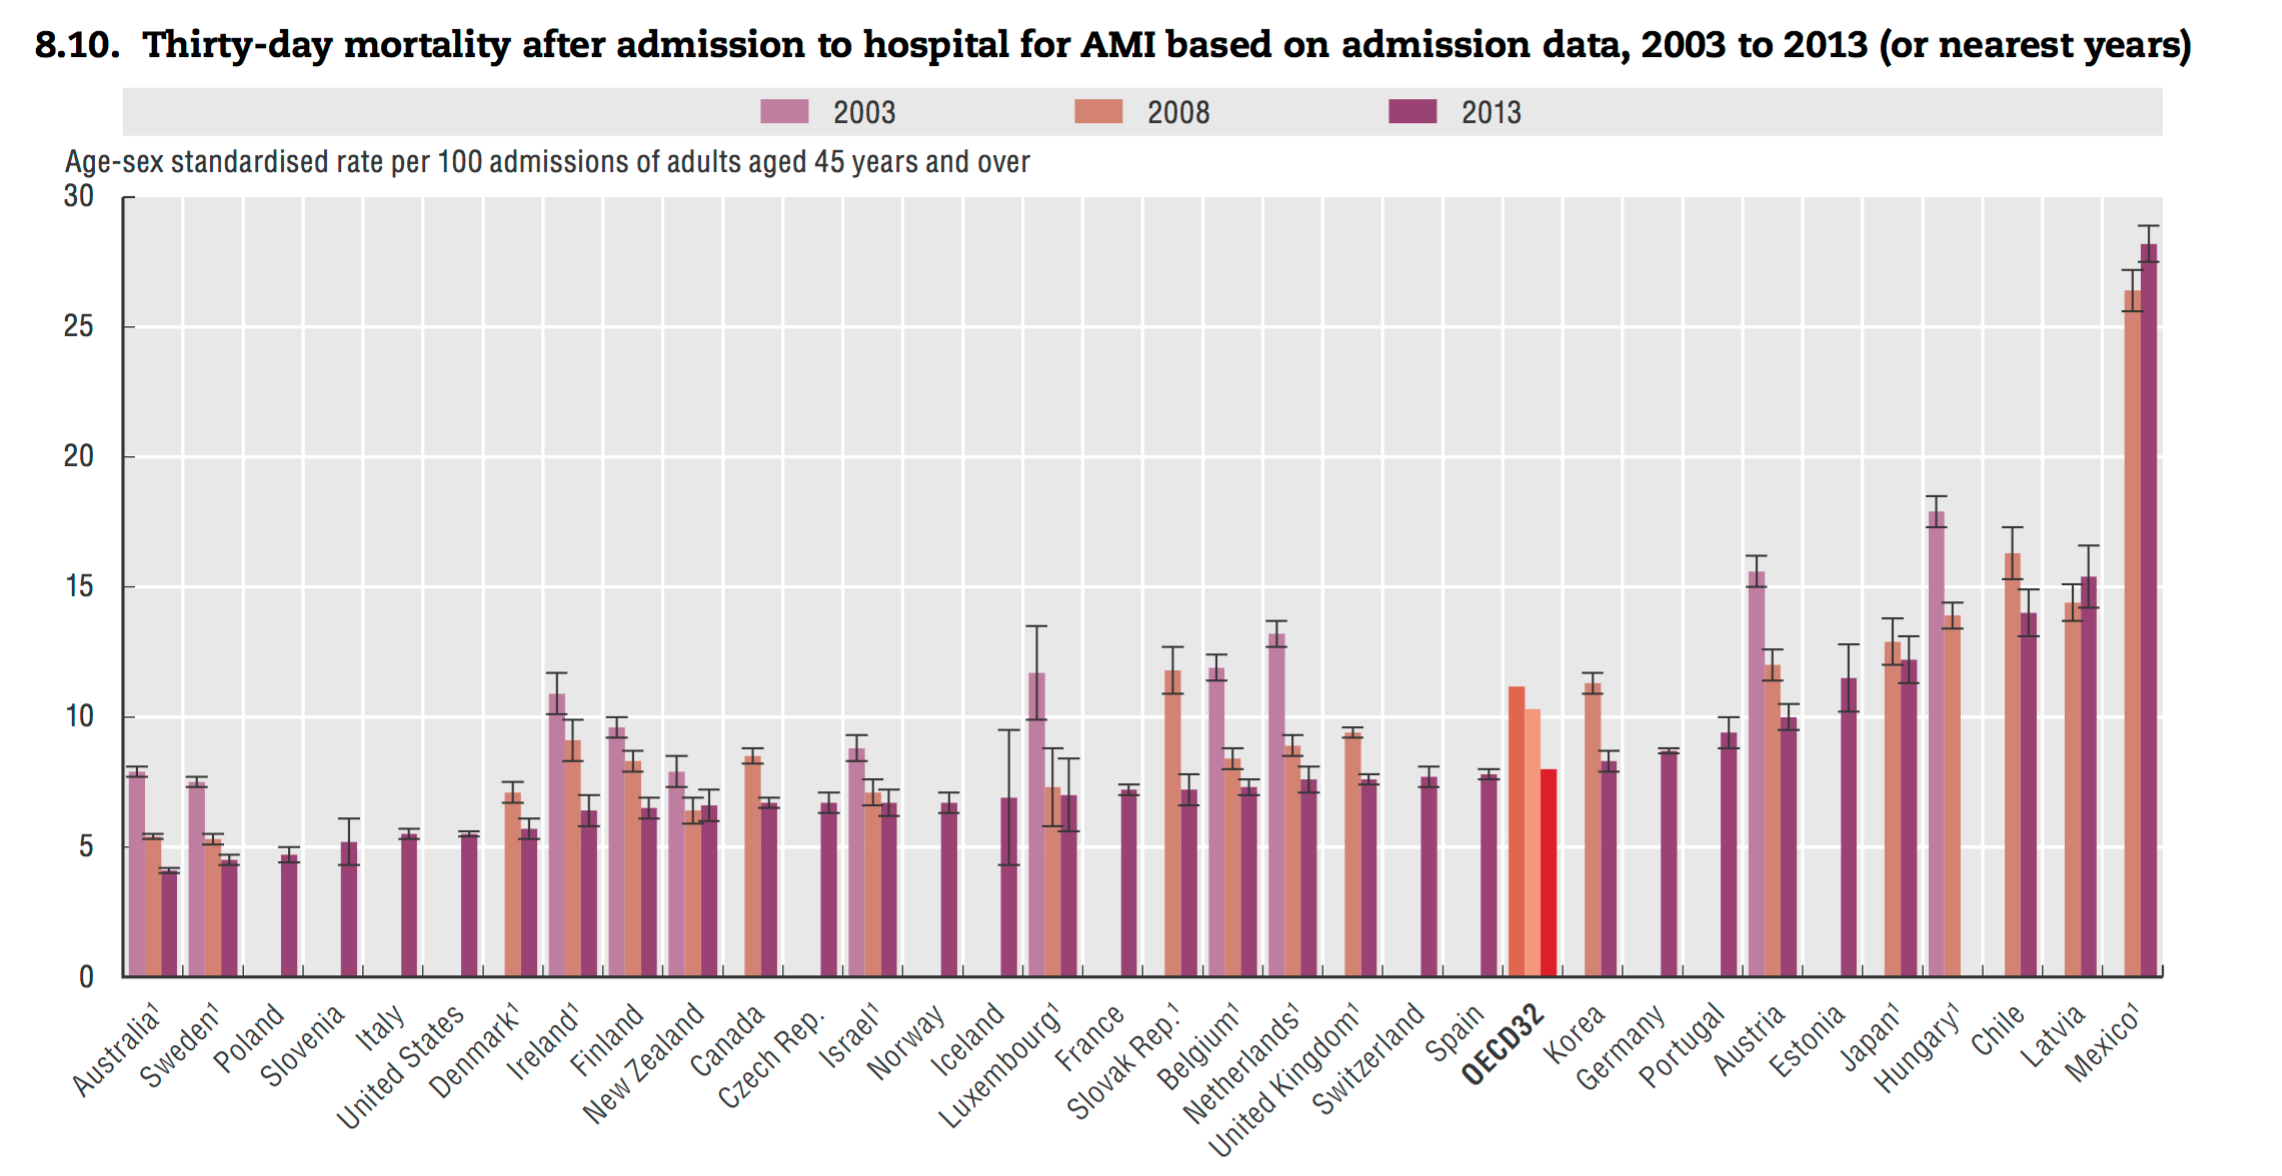 8.10. Thirty-day mortality after admission to hospital for AMI based on admission data, 2003 to 2013 (or nearest years)
2003 2008 2013
Age-sex standardised rate per 100 admissions of adults aged 45 years and over
30
25
20
15
10
5
0
Australia¹
Sweden¹
Poland
Slovenia
Italy
United States
Denmark¹
Ireland¹
Finland
New Zealand
Canada
Czech Rep.
Israel¹
Norway
Iceland
Luxembourg¹
France
Slovak Rep.¹
Belgium¹
Netherlands¹
United Kingdom¹
Switzerland
Spain
OECD32
Korea
Germany
Portugal
Austria
Estonia
Japan¹
Hungary¹
Chile
Latvia
Mexico¹